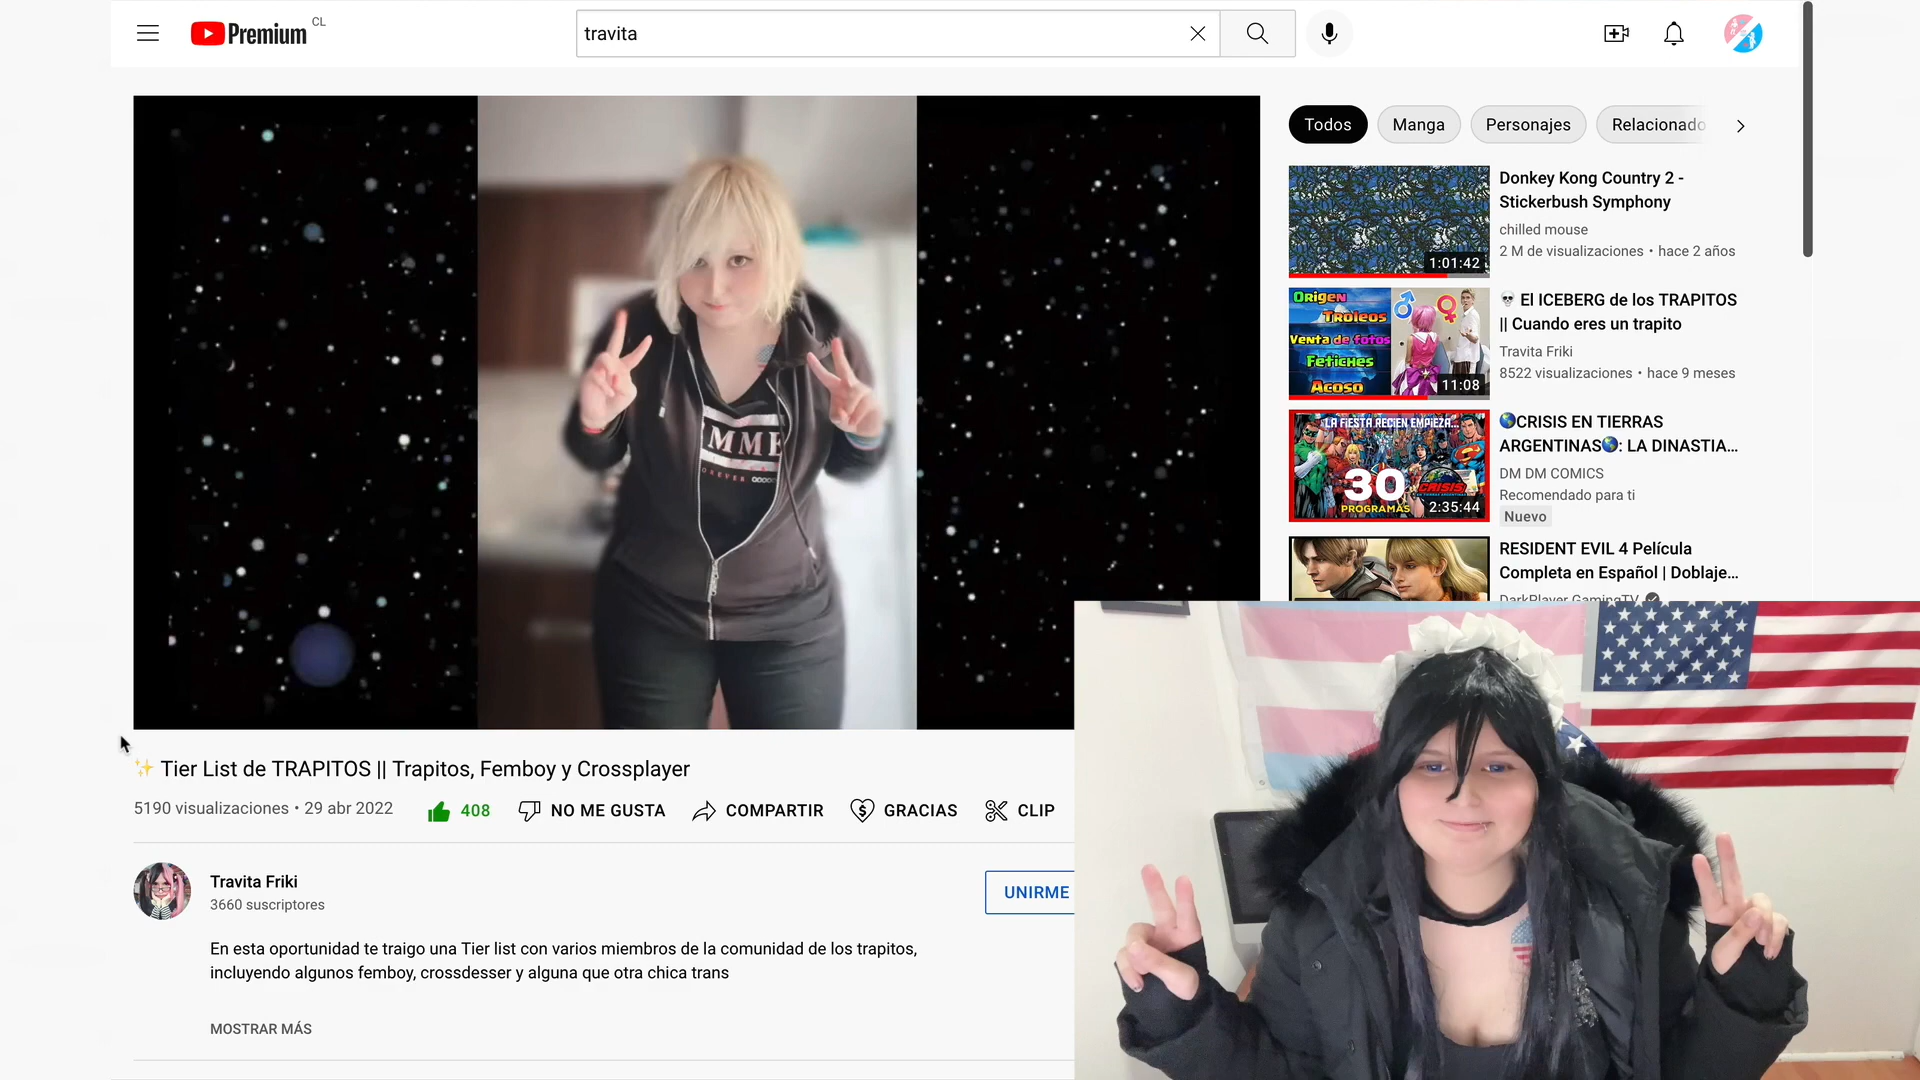 Premium CL
travita
Todos
Manga
Personajes
Relacionado
Donkey Kong Country 2 -
Stickerbush Symphony
chilled mouse
2 M de visualizaciones • hace 2 años
1:01:42
💀 El ICEBERG de los TRAPITOS
|| Cuando eres un trapito
Travita Friki
8522 visualizaciones • hace 9 meses
Origen
Troleos
Venta de fotos
Fetiches
Acoso
11:08
🌎CRISIS EN TIERRAS
ARGENTINAS🌎: LA DINASTIA...
DM DM COMICS
Recomendado para ti
Nuevo
LA FIESTA RECIEN EMPIEZA...
30
PROGRAMAS
CRISIS
2:35:44
RESIDENT EVIL 4 Película
Completa en Español | Doblaje...
DarkPlayer GamingTV
MME
OREVER
✨ Tier List de TRAPITOS || Trapitos, Femboy y Crossplayer
5190 visualizaciones • 29 abr 2022
408
NO ME GUSTA
COMPARTIR
GRACIAS
CLIP
Travita Friki
3660 suscriptores
UNIRME
En esta oportunidad te traigo una Tier list con varios miembros de la comunidad de los trapitos,
incluyendo algunos femboy, crossdesser y alguna que otra chica trans
MOSTRAR MÁS